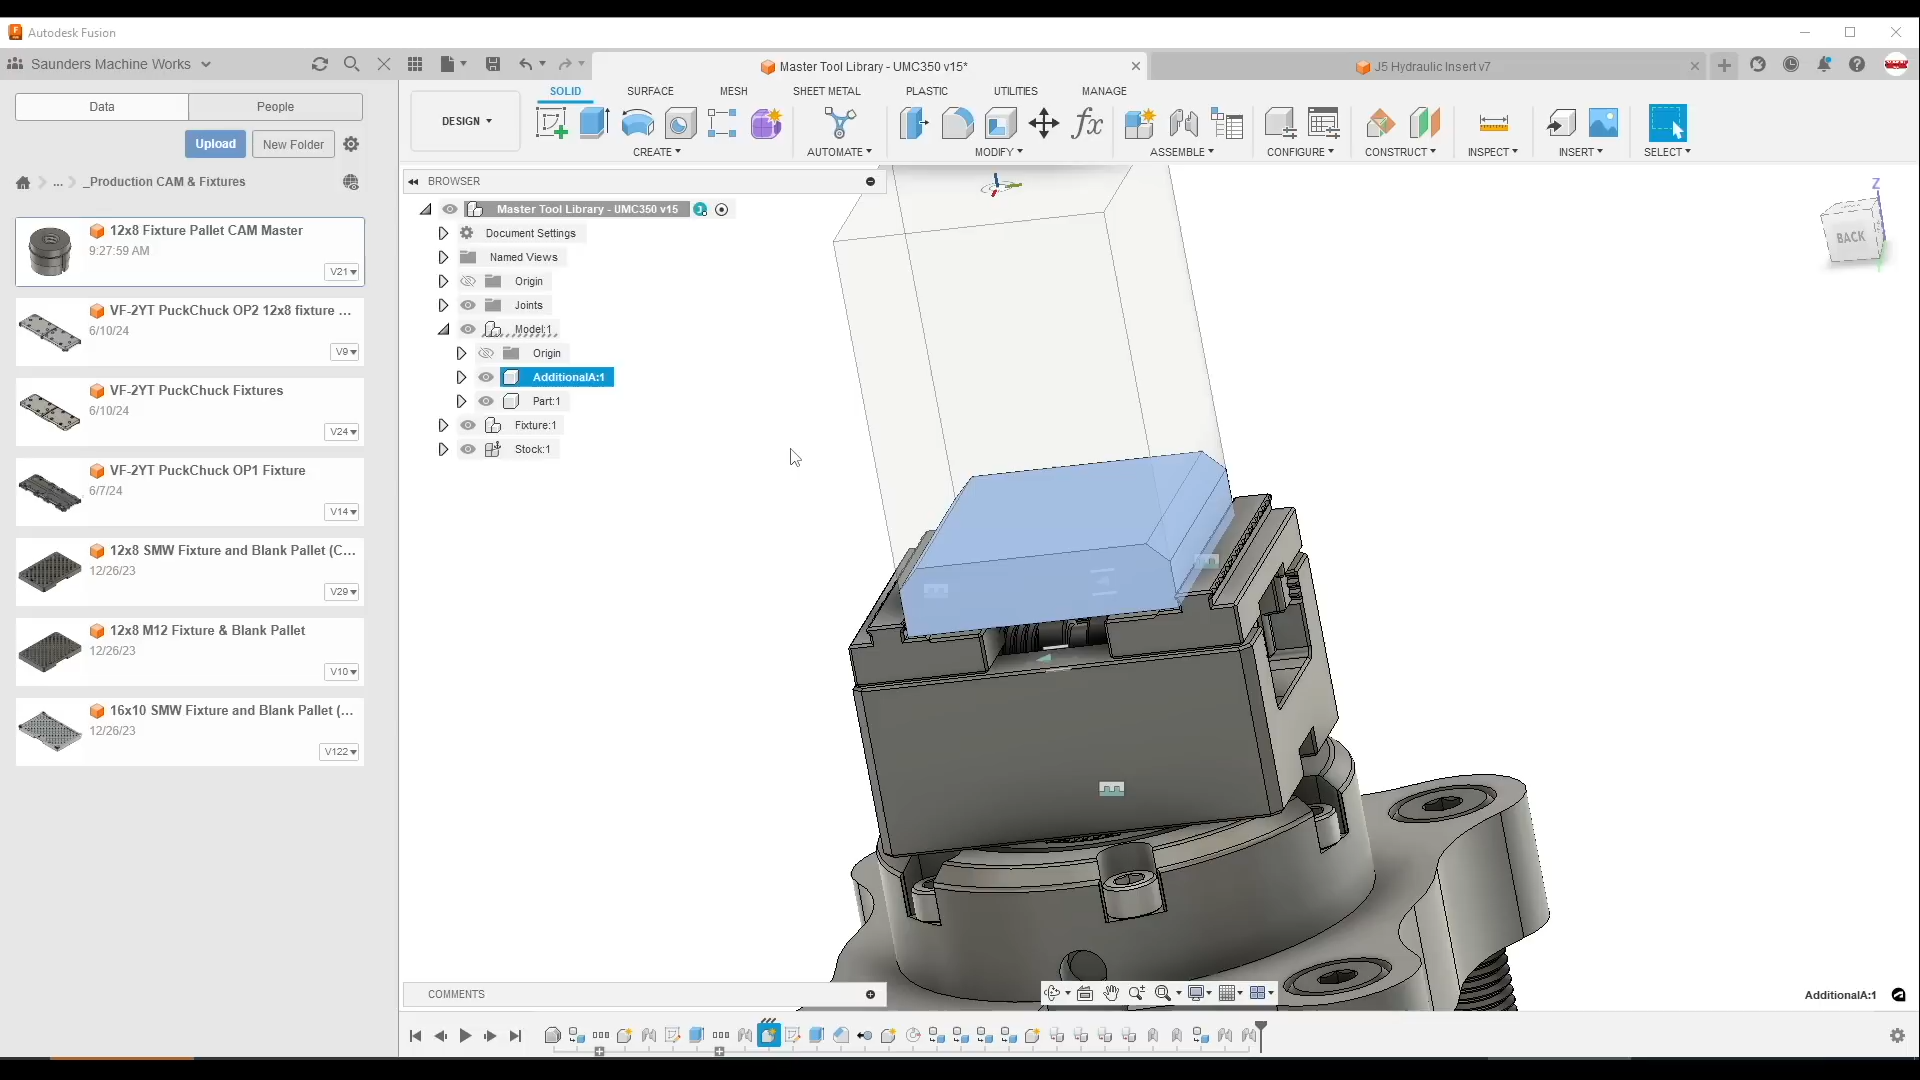 Autodesk Fusion
Saunders Machine Works
Master Tool Library - UMC350 v15*
J5 Hydraulic Insert v7
Data
People
Upload
New Folder
...
_Production CAM & Fixtures
12x8 Fixture Pallet CAM Master
9:27:59 AM
V21
VF-2YT PuckChuck OP2 12x8 fixture ...
6/10/24
V9
VF-2YT PuckChuck Fixtures
6/10/24
V24
VF-2YT PuckChuck OP1 Fixture
6/7/24
V14
12x8 SMW Fixture and Blank Pallet (C...
12/26/23
V29
12x8 M12 Fixture & Blank Pallet
12/26/23
V10
16x10 SMW Fixture and Blank Pallet (...
12/26/23
V122
DESIGN
SOLID
SURFACE
MESH
SHEET METAL
PLASTIC
UTILITIES
MANAGE
fx
CREATE
AUTOMATE
MODIFY
ASSEMBLE
CONFIGURE
CONSTRUCT
INSPECT
INSERT
SELECT
BROWSER
Master Tool Library - UMC350 v15
Document Settings
Named Views
Origin
Joints
Model:1
Origin
AdditionalA:1
Part:1
Fixture:1
Stock:1
Z
BACK
COMMENTS
AdditionalA:1